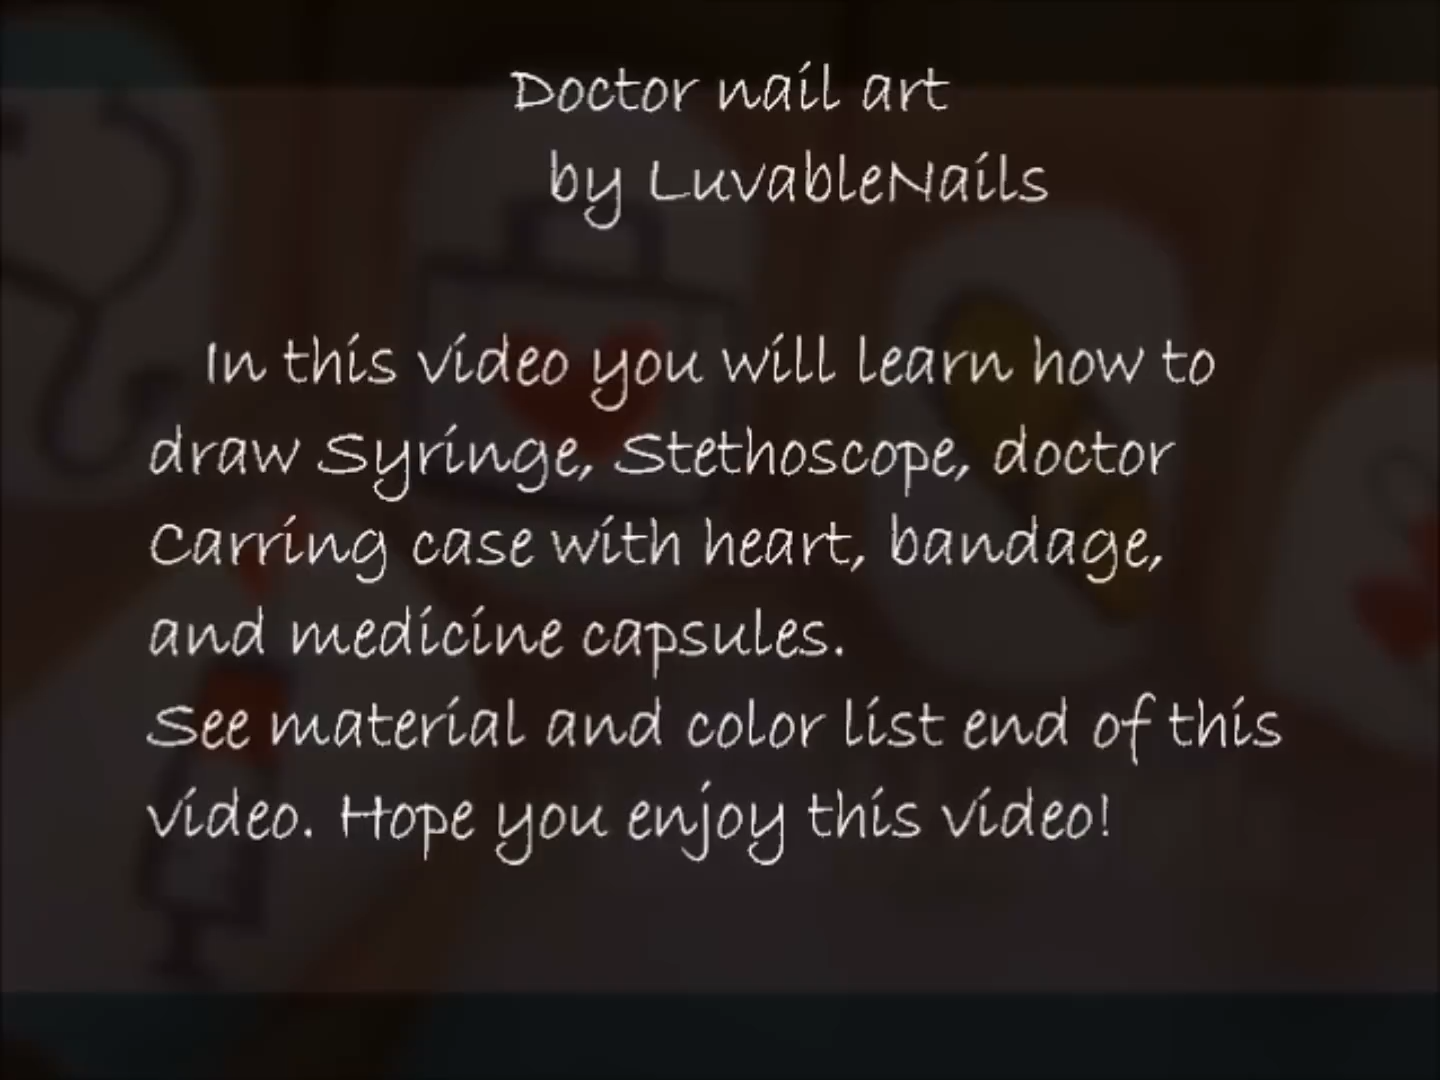 Doctor nail art
by LuvableNails
In this video you will learn how to
draw Syringe, Stethoscope, doctor
Carring case with heart, bandage,
and medicine capsules.
See material and color list end of this
video. Hope you enjoy this video!